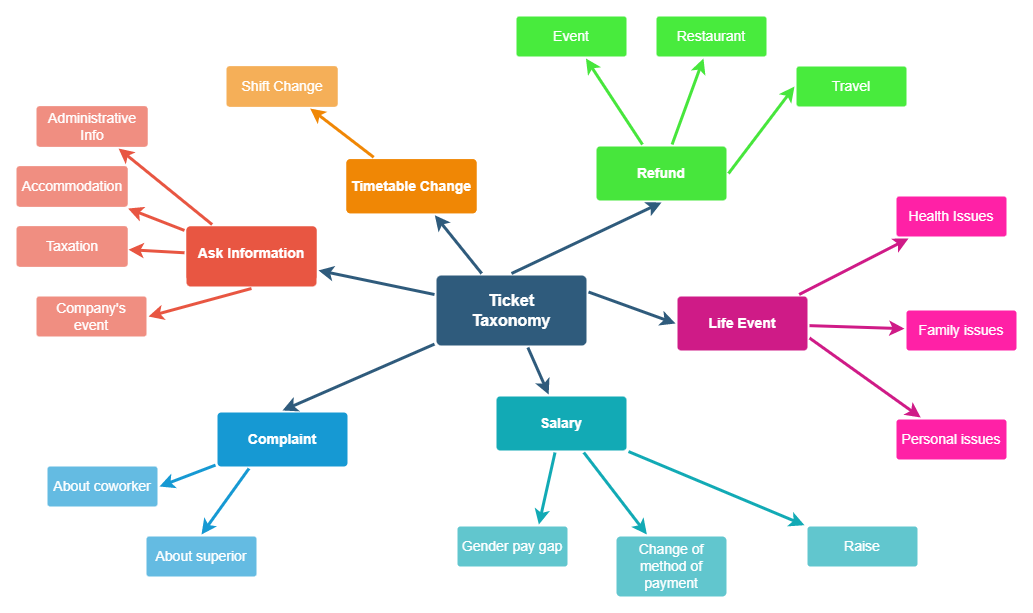 Event
Restaurant
Shift Change
Travel
Administrative
Info
Accommodation
Timetable Change
Refund
Health Issues
Taxation
Ask Information
Company's
event
Ticket
Taxonomy
Life Event
Family issues
Complaint
Salary
Personal issues
About coworker
About superior
Gender pay gap
Change of
method of
payment
Raise